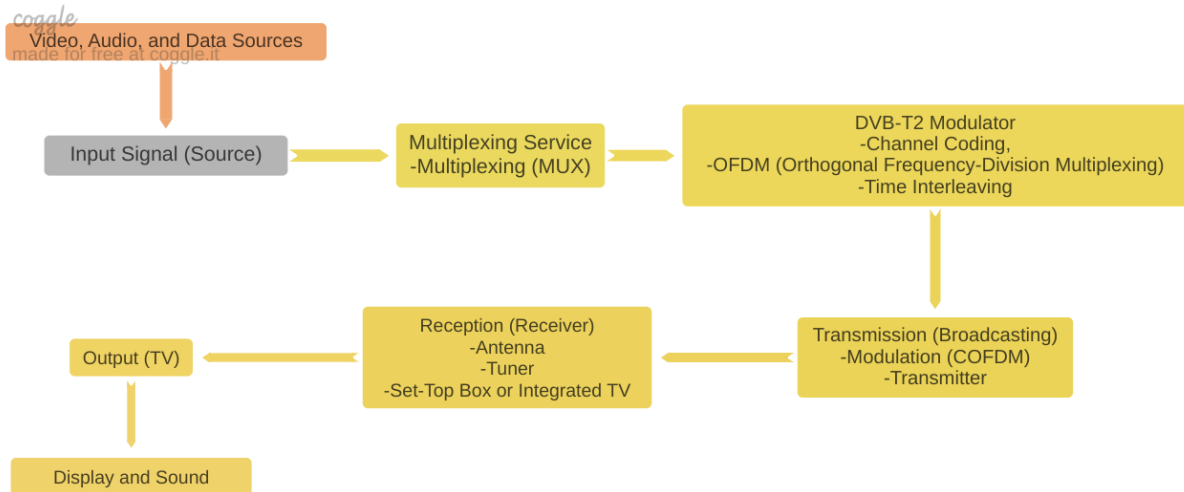 coggle
Video, Audio, and Data Sources
made for free at coggle.it
Input Signal (Source)
Multiplexing Service
-Multiplexing (MUX)
DVB-T2 Modulator
-Channel Coding,
-OFDM (Orthogonal Frequency-Division Multiplexing)
-Time Interleaving
Transmission (Broadcasting)
-Modulation (COFDM)
-Transmitter
Reception (Receiver)
-Antenna
-Tuner
-Set-Top Box or Integrated TV
Output (TV)
Display and Sound